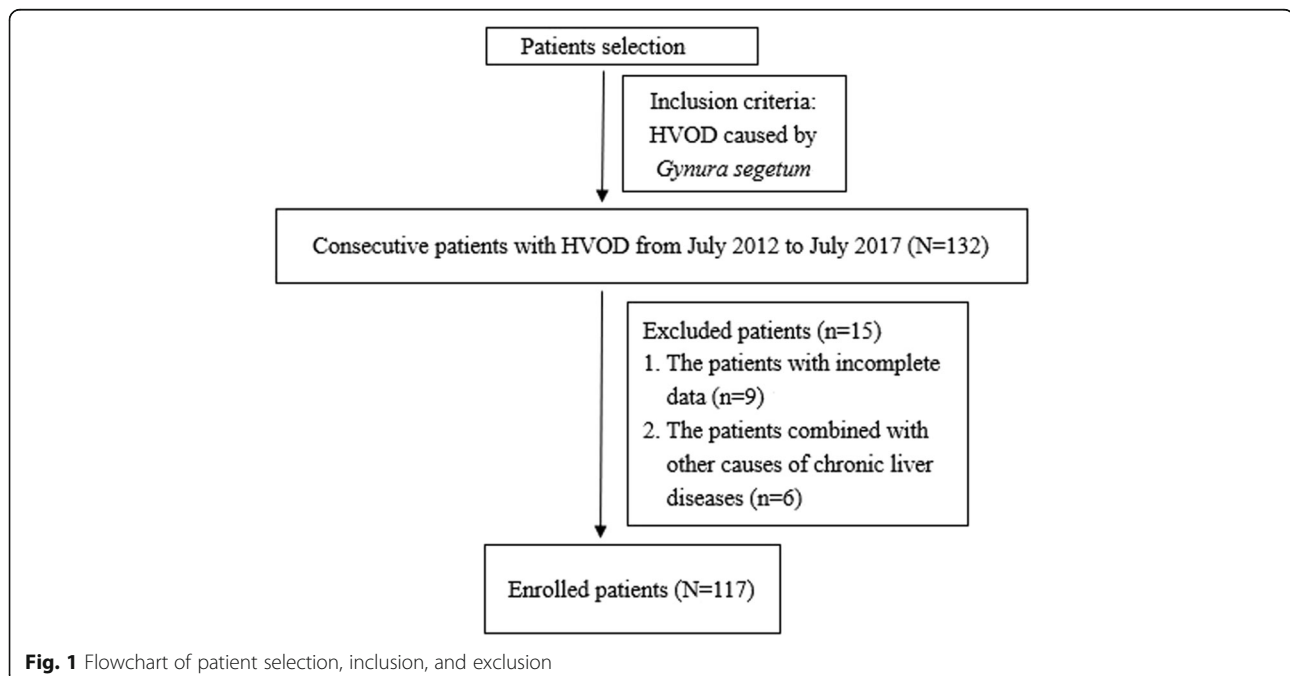 Patients selection
Inclusion criteria:
HVOD caused by
Gynura segetum
Consecutive patients with HVOD from July 2012 to July 2017 (N=132)
Excluded patients (n=15)
1. The patients with incomplete
data (n=9)
2. The patients combined with
other causes of chronic liver
diseases (n=6)
Enrolled patients (N=117)
Fig. 1 Flowchart of patient selection, inclusion, and exclusion